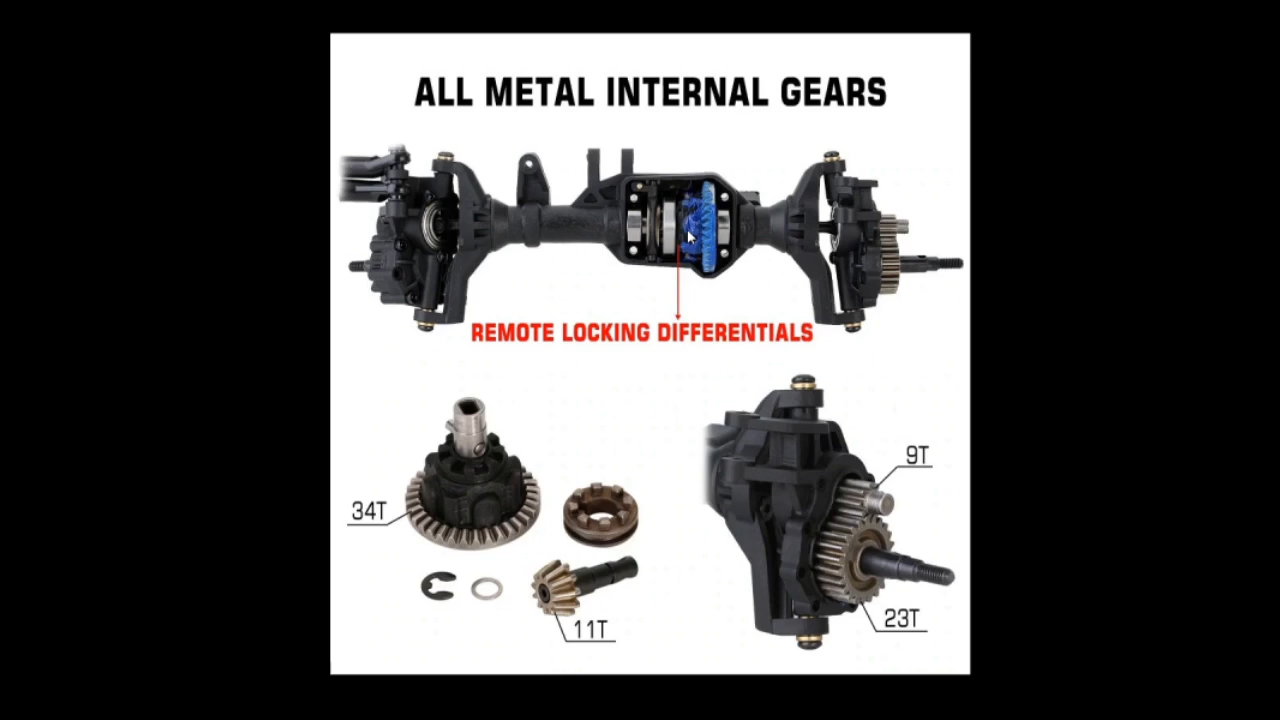 ALL METAL INTERNAL GEARS
REMOTE LOCKING DIFFERENTIALS
9T
34T
23T
11T